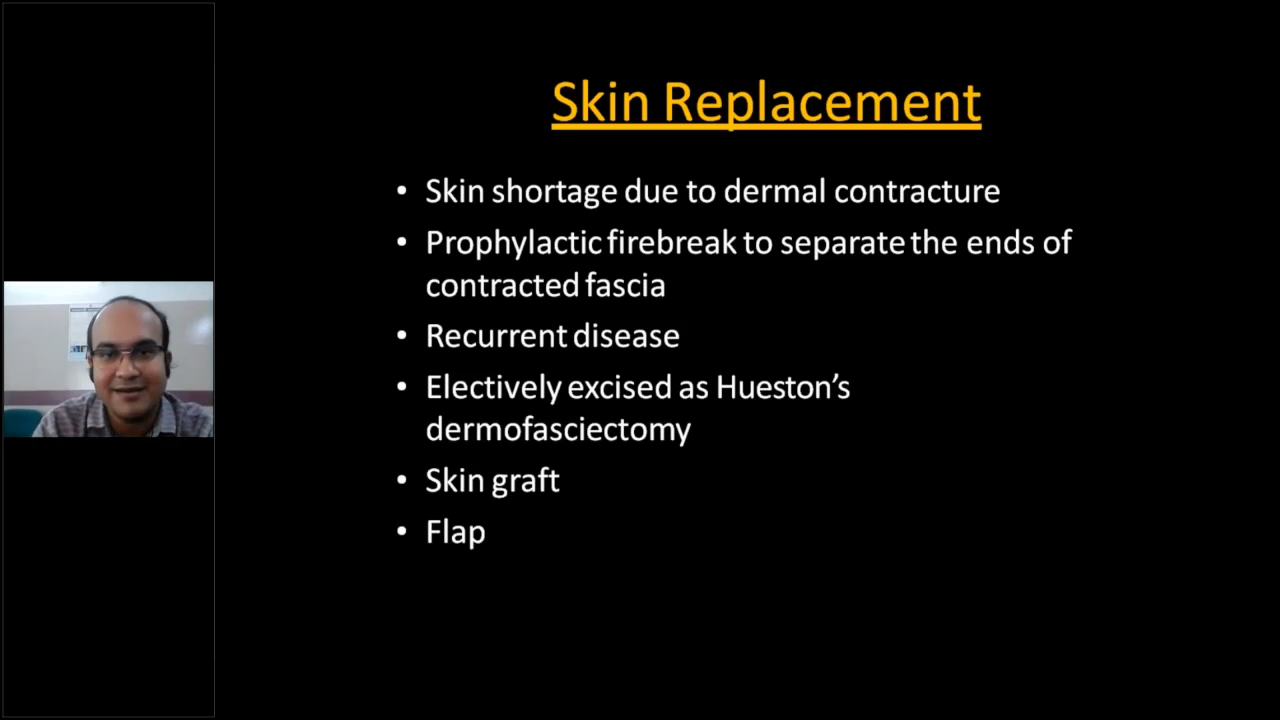 Skin Replacement
• Skin shortage due to dermal contracture
• Prophylactic firebreak to separate the ends of
contracted fascia
• Recurrent disease
• Electively excised as Hueston’s
dermofasciectomy
• Skin graft
• Flap